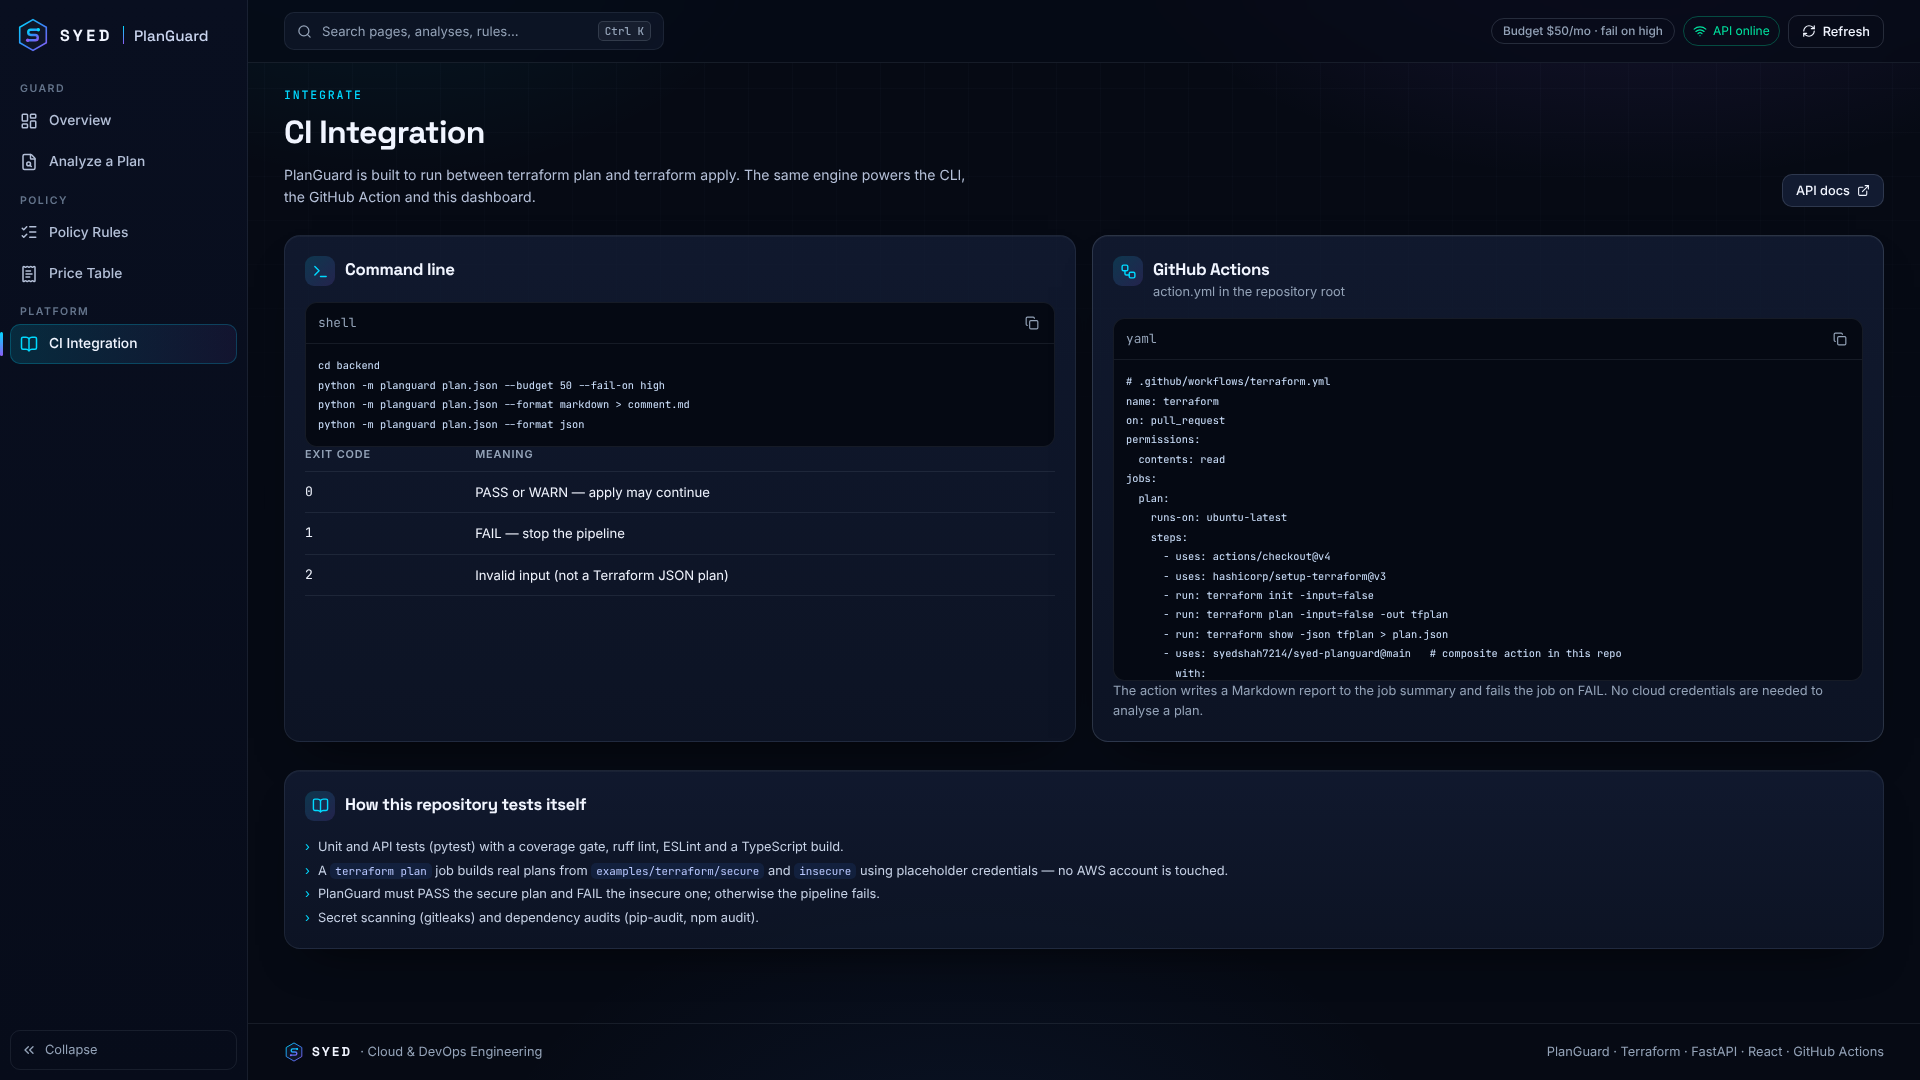 SYED | PlanGuard
GUARD
Overview
Analyze a Plan
POLICY
Policy Rules
Price Table
PLATFORM
CI Integration
Collapse
Search pages, analyses, rules...
Ctrl K
Budget $50/mo · fail on high
API online
Refresh
INTEGRATE
CI Integration
PlanGuard is built to run between terraform plan and terraform apply. The same engine powers the CLI,
the GitHub Action and this dashboard.
API docs
Command line
shell
cd backend
python -m planguard plan.json --budget 50 --fail-on high
python -m planguard plan.json --format markdown > comment.md
python -m planguard plan.json --format json
EXIT CODE MEANING
0 PASS or WARN — apply may continue
1 FAIL — stop the pipeline
2 Invalid input (not a Terraform JSON plan)
GitHub Actions
action.yml in the repository root
yaml
# .github/workflows/terraform.yml
name: terraform
on: pull_request
permissions:
  contents: read
jobs:
  plan:
    runs-on: ubuntu-latest
    steps:
      - uses: actions/checkout@v4
      - uses: hashicorp/setup-terraform@v3
      - run: terraform init -input=false
      - run: terraform plan -input=false -out tfplan
      - run: terraform show -json tfplan > plan.json
      - uses: syedshah7214/syed-planguard@main   # composite action in this repo
        with:
The action writes a Markdown report to the job summary and fails the job on FAIL. No cloud credentials are needed to
analyse a plan.
How this repository tests itself
› Unit and API tests (pytest) with a coverage gate, ruff lint, ESLint and a TypeScript build.
› A terraform plan job builds real plans from examples/terraform/secure and insecure using placeholder credentials — no AWS account is touched.
› PlanGuard must PASS the secure plan and FAIL the insecure one; otherwise the pipeline fails.
› Secret scanning (gitleaks) and dependency audits (pip-audit, npm audit).
SYED · Cloud & DevOps Engineering
PlanGuard · Terraform · FastAPI · React · GitHub Actions